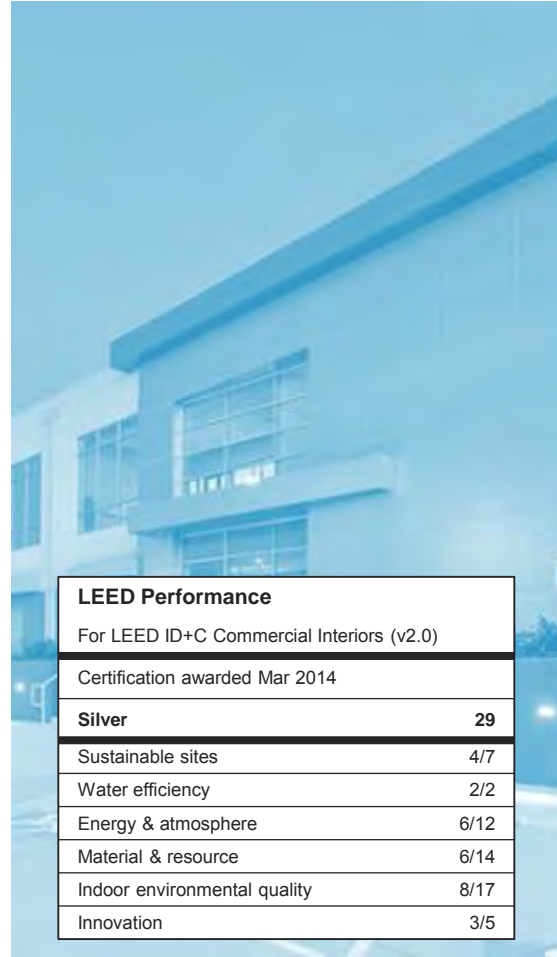 LEED Performance
For LEED ID+C Commercial Interiors (v2.0)
Certification awarded Mar 2014
Silver 29
Sustainable sites 4/7
Water efficiency 2/2
Energy & atmosphere 6/12
Material & resource 6/14
Indoor environmental quality 8/17
Innovation 3/5